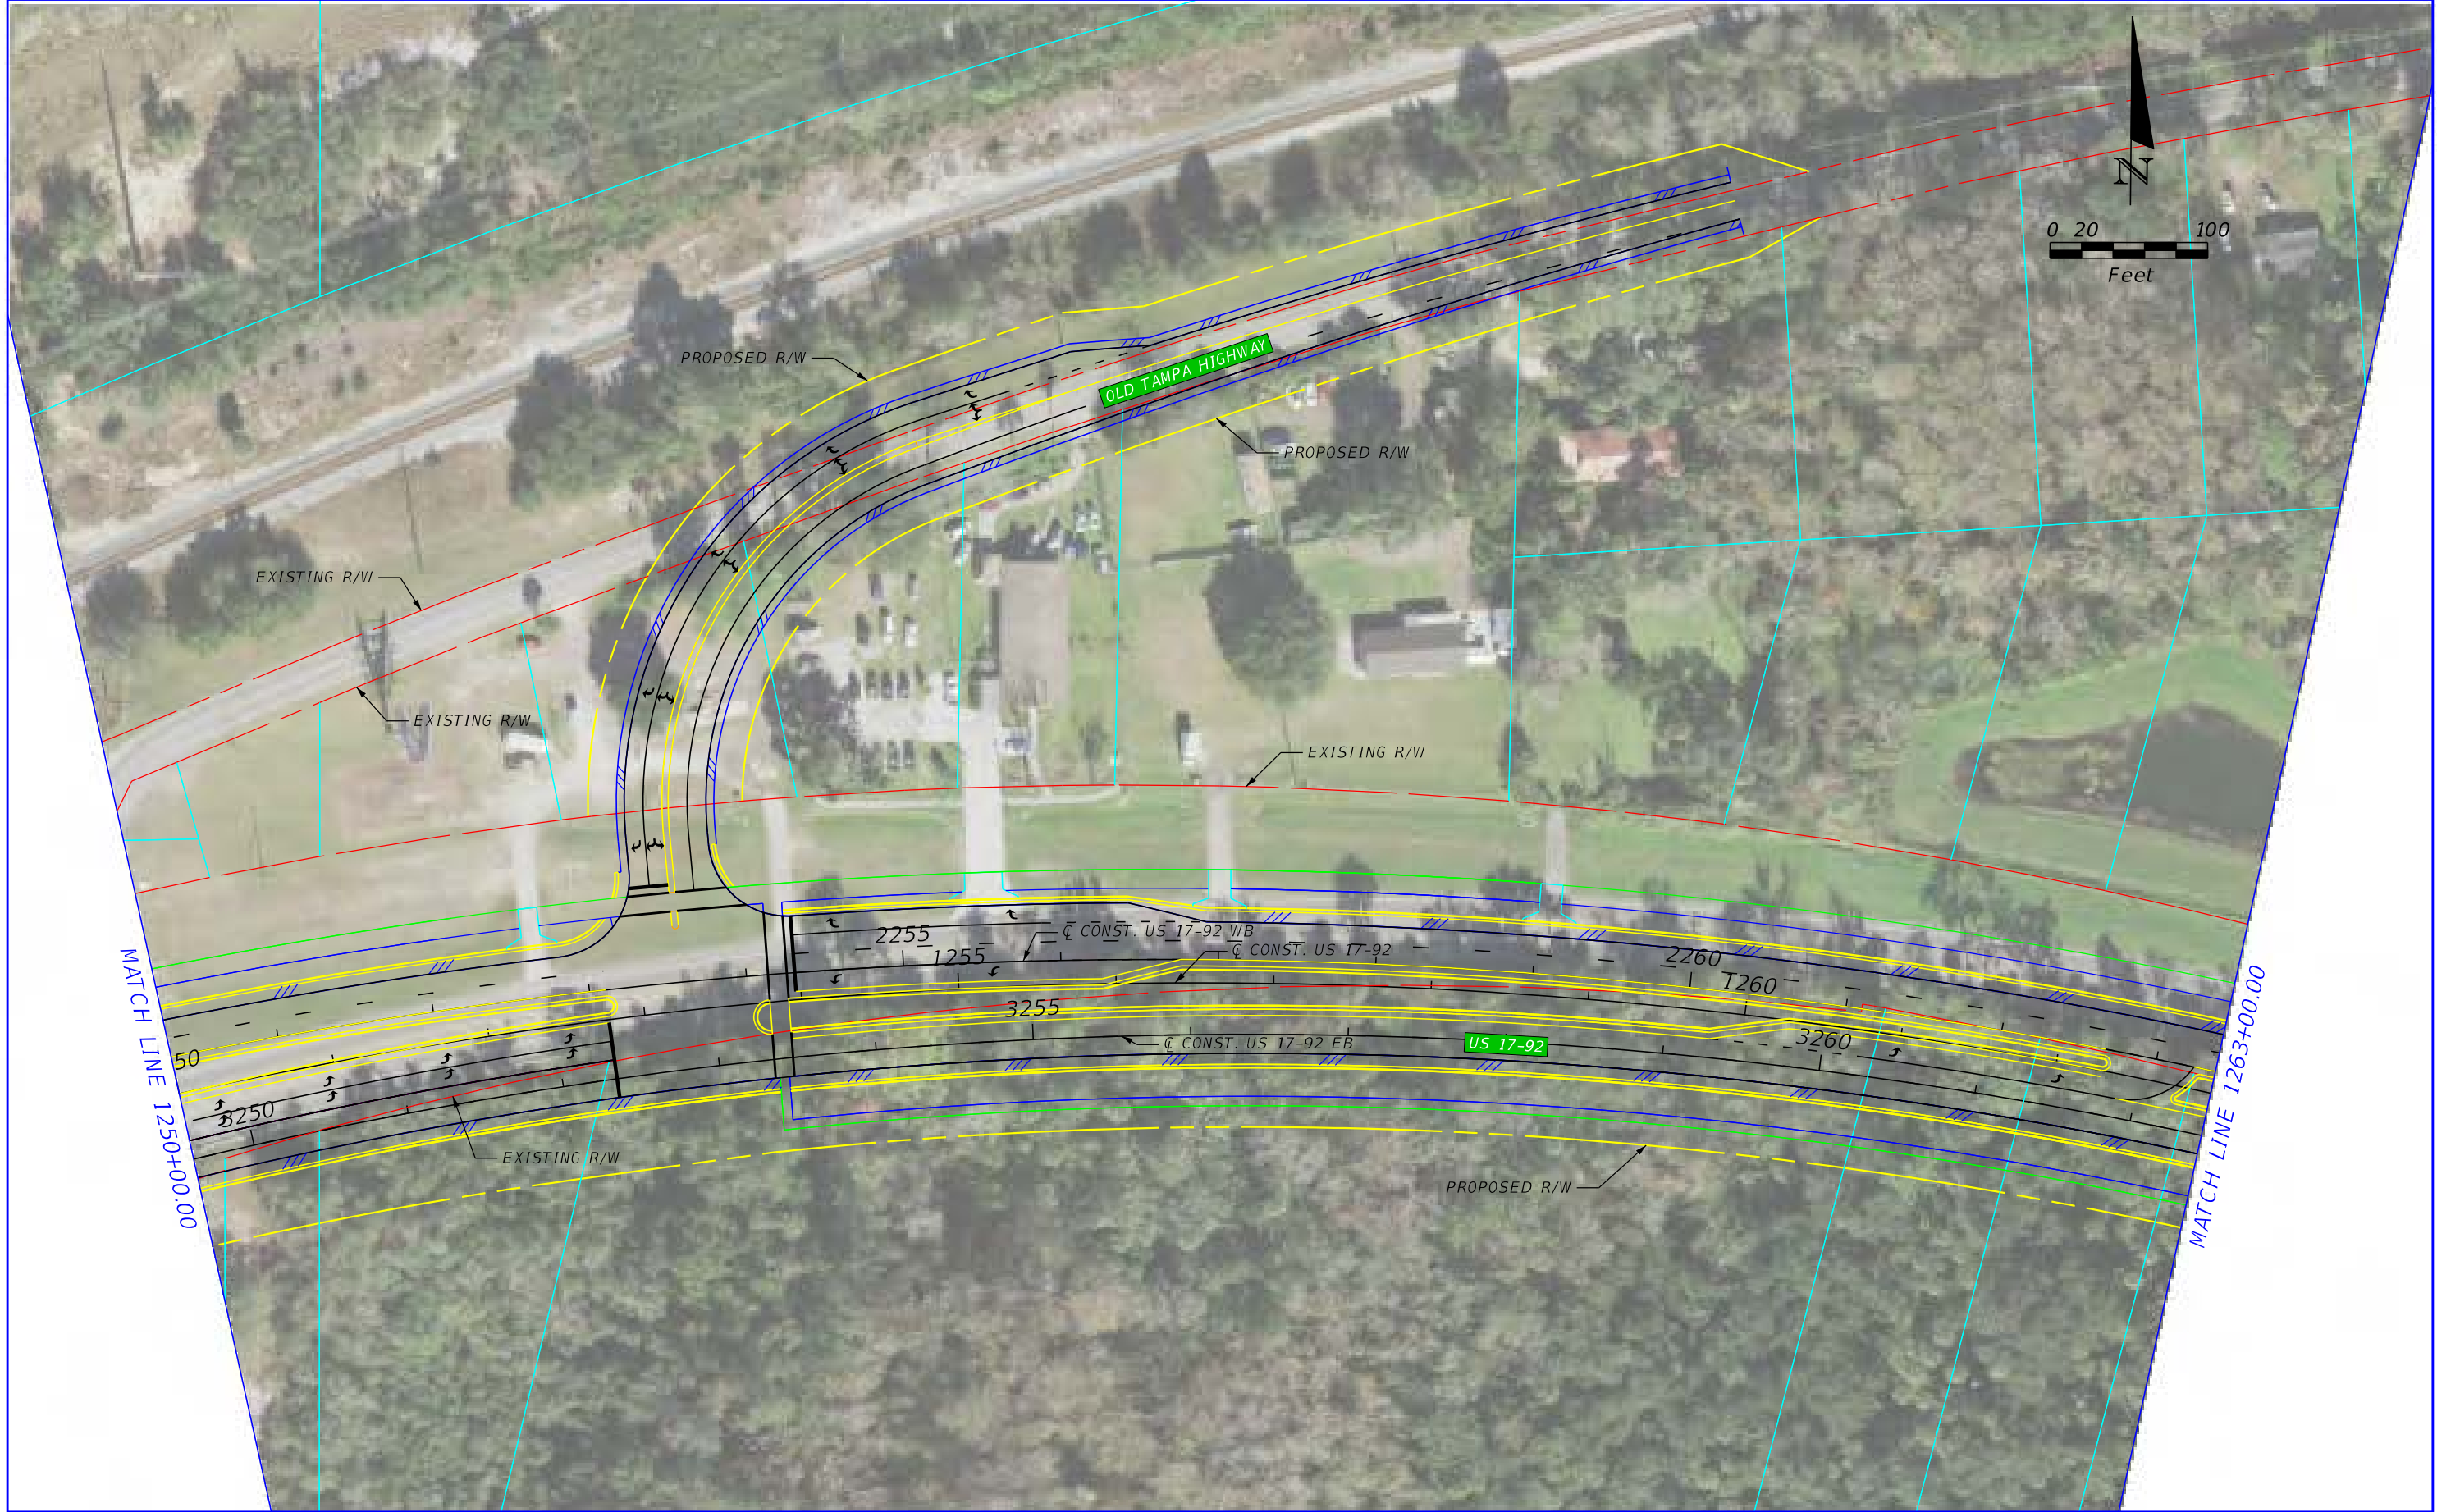 N
0 20 100
Feet
OLD TAMPA HIGHWAY
PROPOSED R/W
PROPOSED R/W
EXISTING R/W
EXISTING R/W
EXISTING R/W
2255
℄ CONST. US 17-92 WB
1255
℄ CONST. US 17-92
2260
1260
3255
℄ CONST. US 17-92 EB
US 17-92
3260
50
3250
EXISTING R/W
PROPOSED R/W
MATCH LINE 1250+00.00
MATCH LINE 1263+00.00